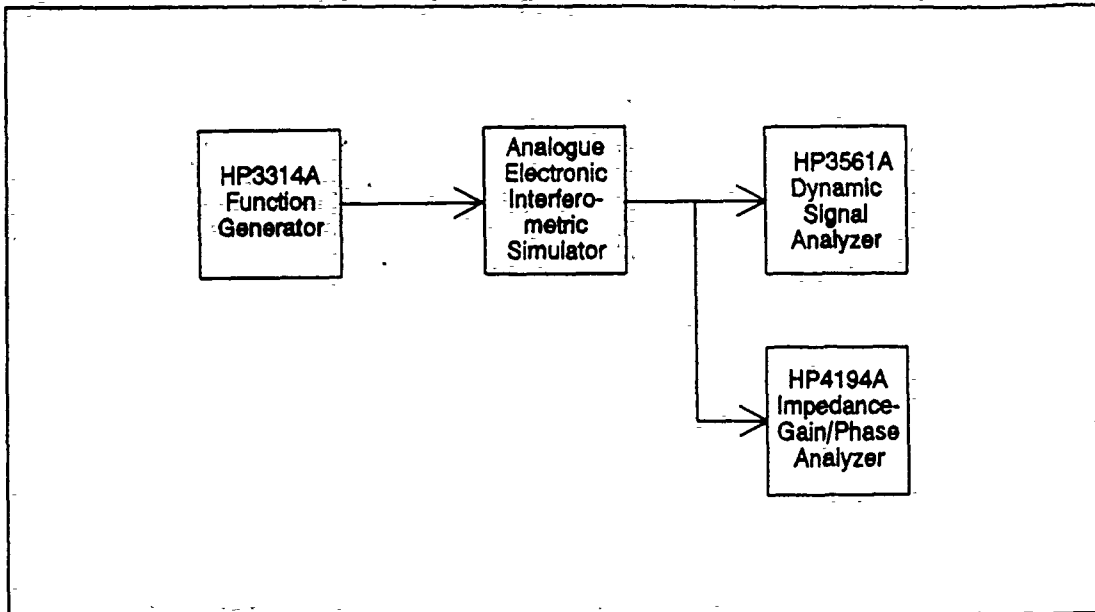 HP3314A
Function
Generator
Analogue
Electronic
Interfero-
metric
Simulator
HP3561A
Dynamic
Signal
Analyzer
HP4194A
Impedance-
Gain/Phase
Analyzer